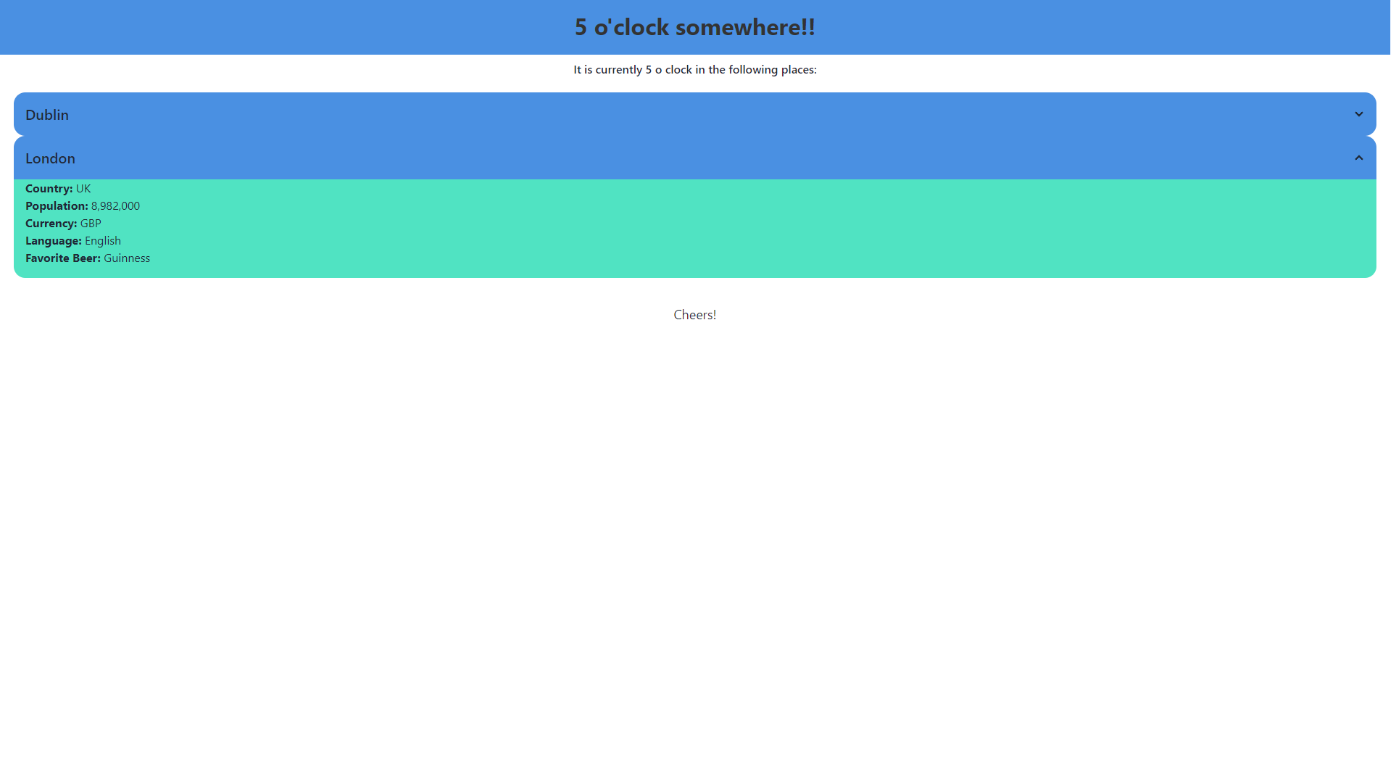 5 o'clock somewhere!!
It is currently 5 o clock in the following places:
Dublin
London
Country: UK
Population: 8,982,000
Currency: GBP
Language: English
Favorite Beer: Guinness
Cheers!